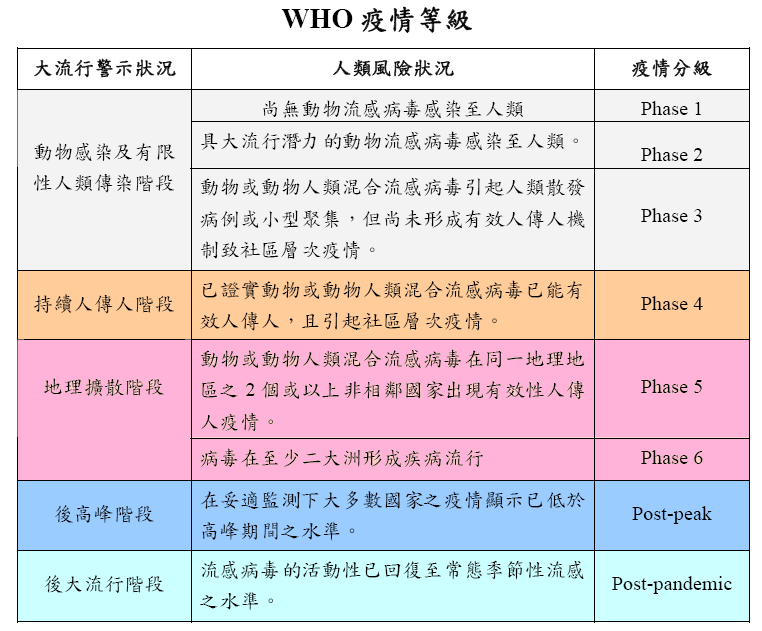 WHO 疫情等級
大流行警示狀況 人類風險狀況 疫情分級
動物感染及有限
性人類傳染階段
尚無動物流感病毒感染至人類 Phase 1
具大流行潛力的動物流感病毒感染至人類。 Phase 2
動物或動物人類混合流感病毒引起人類散發
病例或小型聚集，但尚未形成有效人傳人機
制致社區層次疫情。
Phase 3
持續人傳人階段
已證實動物或動物人類混合流感病毒已能有
效人傳人，且引起社區層次疫情。
Phase 4
地理擴散階段
動物或動物人類混合流感病毒在同一地理地
區之 2 個或以上非相鄰國家出現有效性人傳
人疫情。
Phase 5
病毒在至少二大洲形成疾病流行 Phase 6
後高峰階段
在妥適監測下大多數國家之疫情顯示已低於
高峰期間之水準。
Post-peak
後大流行階段
流感病毒的活動性已回復至常態季節性流感
之水準。
Post-pandemic